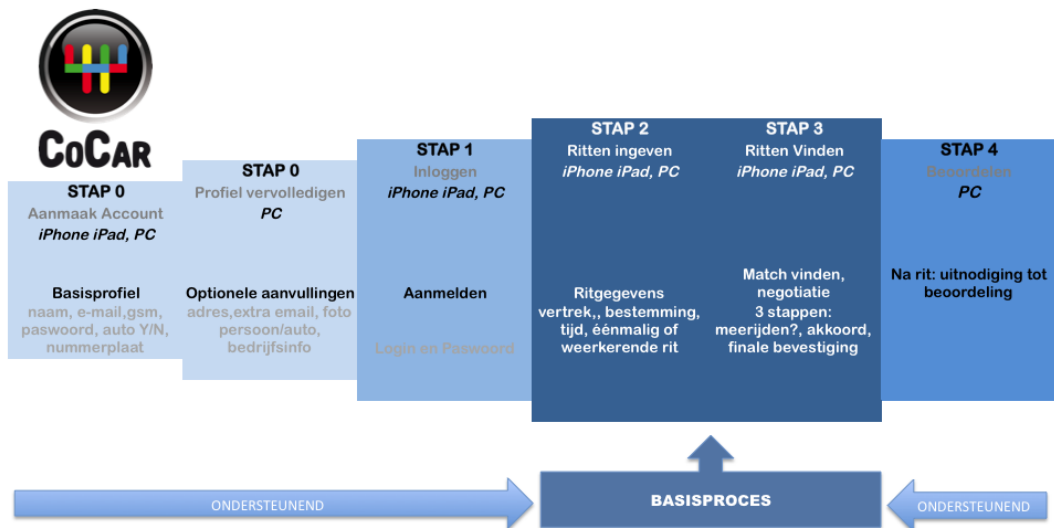 CoCar
STAP 0
Aanmaak Account
iPhone iPad, PC
Basisprofiel
naam, e-mail,gsm,
paswoord, auto Y/N,
nummerplaat
STAP 0
Profiel vervolledigen
PC
Optionele aanvullingen
adres,extra email, foto
persoon/auto,
bedrijfsinfo
STAP 1
Inloggen
iPhone iPad, PC
Aanmelden
Login en Paswoord
STAP 2
Ritten ingeven
iPhone iPad, PC
Ritgegevens
vertrek,, bestemming,
tijd, éénmalig of
weerkerende rit
STAP 3
Ritten Vinden
iPhone iPad, PC
Match vinden,
negotiatie
3 stappen:
meerijden?, akkoord,
finale bevestiging
STAP 4
Beoordelen
PC
Na rit: uitnodiging tot
beoordeling
ONDERSTEUNEND
BASISPROCES
ONDERSTEUNEND